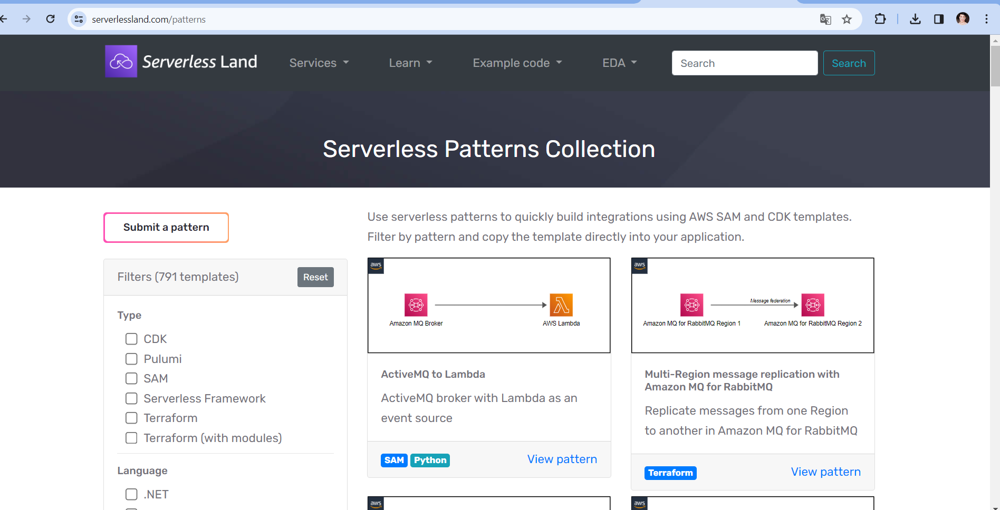 serverlessland.com/patterns
Serverless Land
Services
Learn
Example code
EDA
Search
Search
Serverless Patterns Collection
Submit a pattern
Use serverless patterns to quickly build integrations using AWS SAM and CDK templates.
Filter by pattern and copy the template directly into your application.
Filters (791 templates)
Reset
Type
CDK
Pulumi
SAM
Serverless Framework
Terraform
Terraform (with modules)
Language
.NET
aws
Amazon MQ Broker
AWS Lambda
ActiveMQ to Lambda
ActiveMQ broker with Lambda as an
event source
SAM
Python
View pattern
aws
Message federation
Amazon MQ for RabbitMQ Region 1
Amazon MQ for RabbitMQ Region 2
Multi-Region message replication with
Amazon MQ for RabbitMQ
Replicate messages from one Region
to another in Amazon MQ for RabbitMQ
Terraform
View pattern
aws
aws